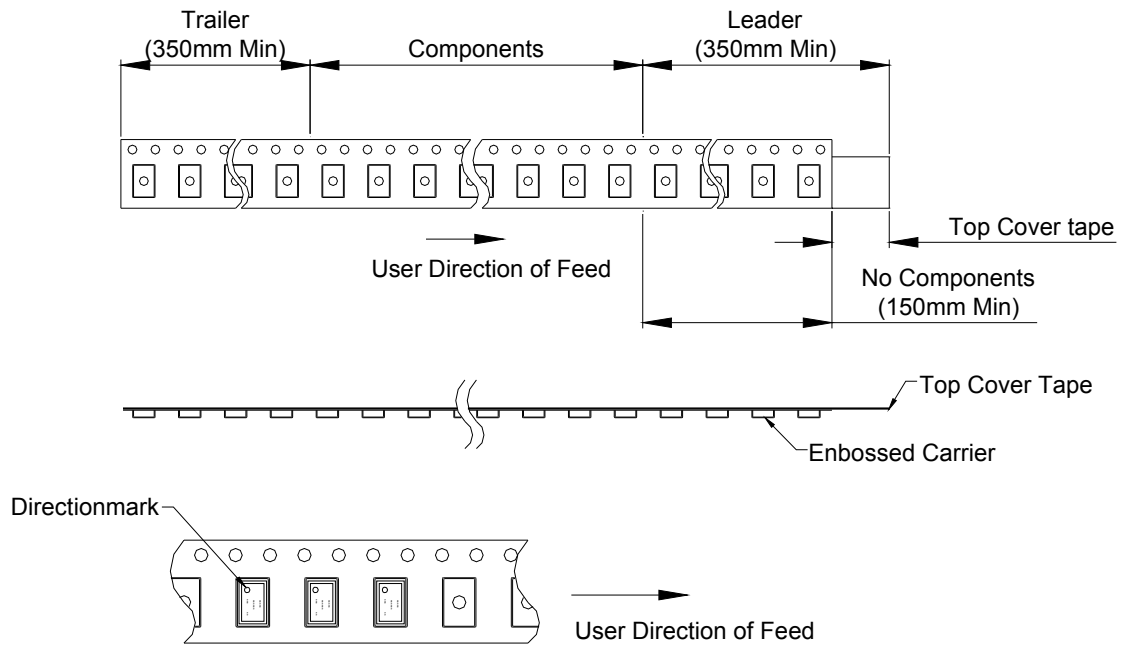 Trailer
(350mm Min)
Components
Leader
(350mm Min)
Top Cover tape
User Direction of Feed
No Components
(150mm Min)
Top Cover Tape
Enbossed Carrier
Directionmark
User Direction of Feed